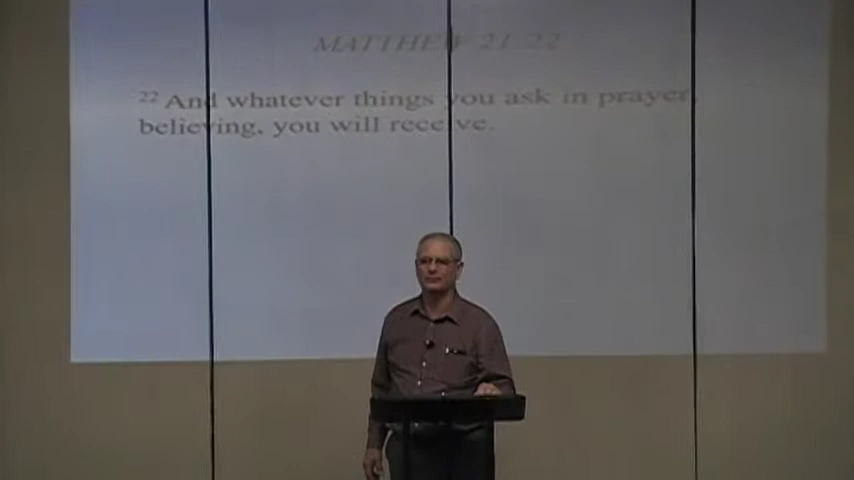 MATTHEW 21:22
22 And whatever things you ask in prayer,
believing, you will receive.